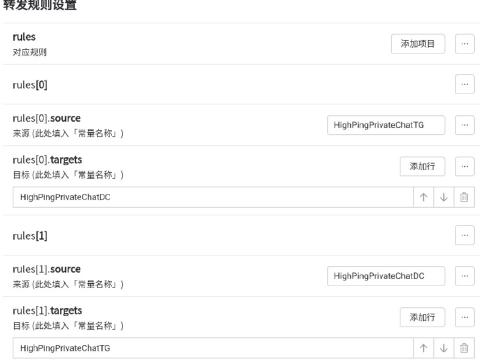 转发规则设置
rules
对应规则
添加项目
rules[0]
rules[0].source
来源 (此处填入「常量名称」)
HighPingPrivateChatTG
rules[0].targets
目标 (此处填入「常量名称」)
添加行
HighPingPrivateChatDC
rules[1]
rules[1].source
来源 (此处填入「常量名称」)
HighPingPrivateChatDC
rules[1].targets
目标 (此处填入「常量名称」)
添加行
HighPingPrivateChatTG